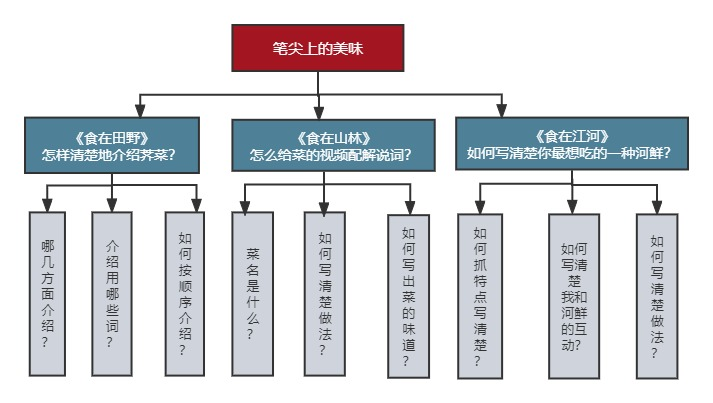 笔尖上的美味
《食在田野》
怎样清楚地介绍荠菜？
《食在山林》
怎么给菜的视频配解说词？
《食在江河》
如何写清楚你最想吃的一种河鲜？
哪几方面介绍？
介绍用哪些词？
如何按顺序介绍？
菜名是什么？
如何写清楚做法？
如何写出菜的味道？
如何抓特点写清楚？
如何
写清
楚
我和
河鲜
的互
动？
如何写清楚做法？